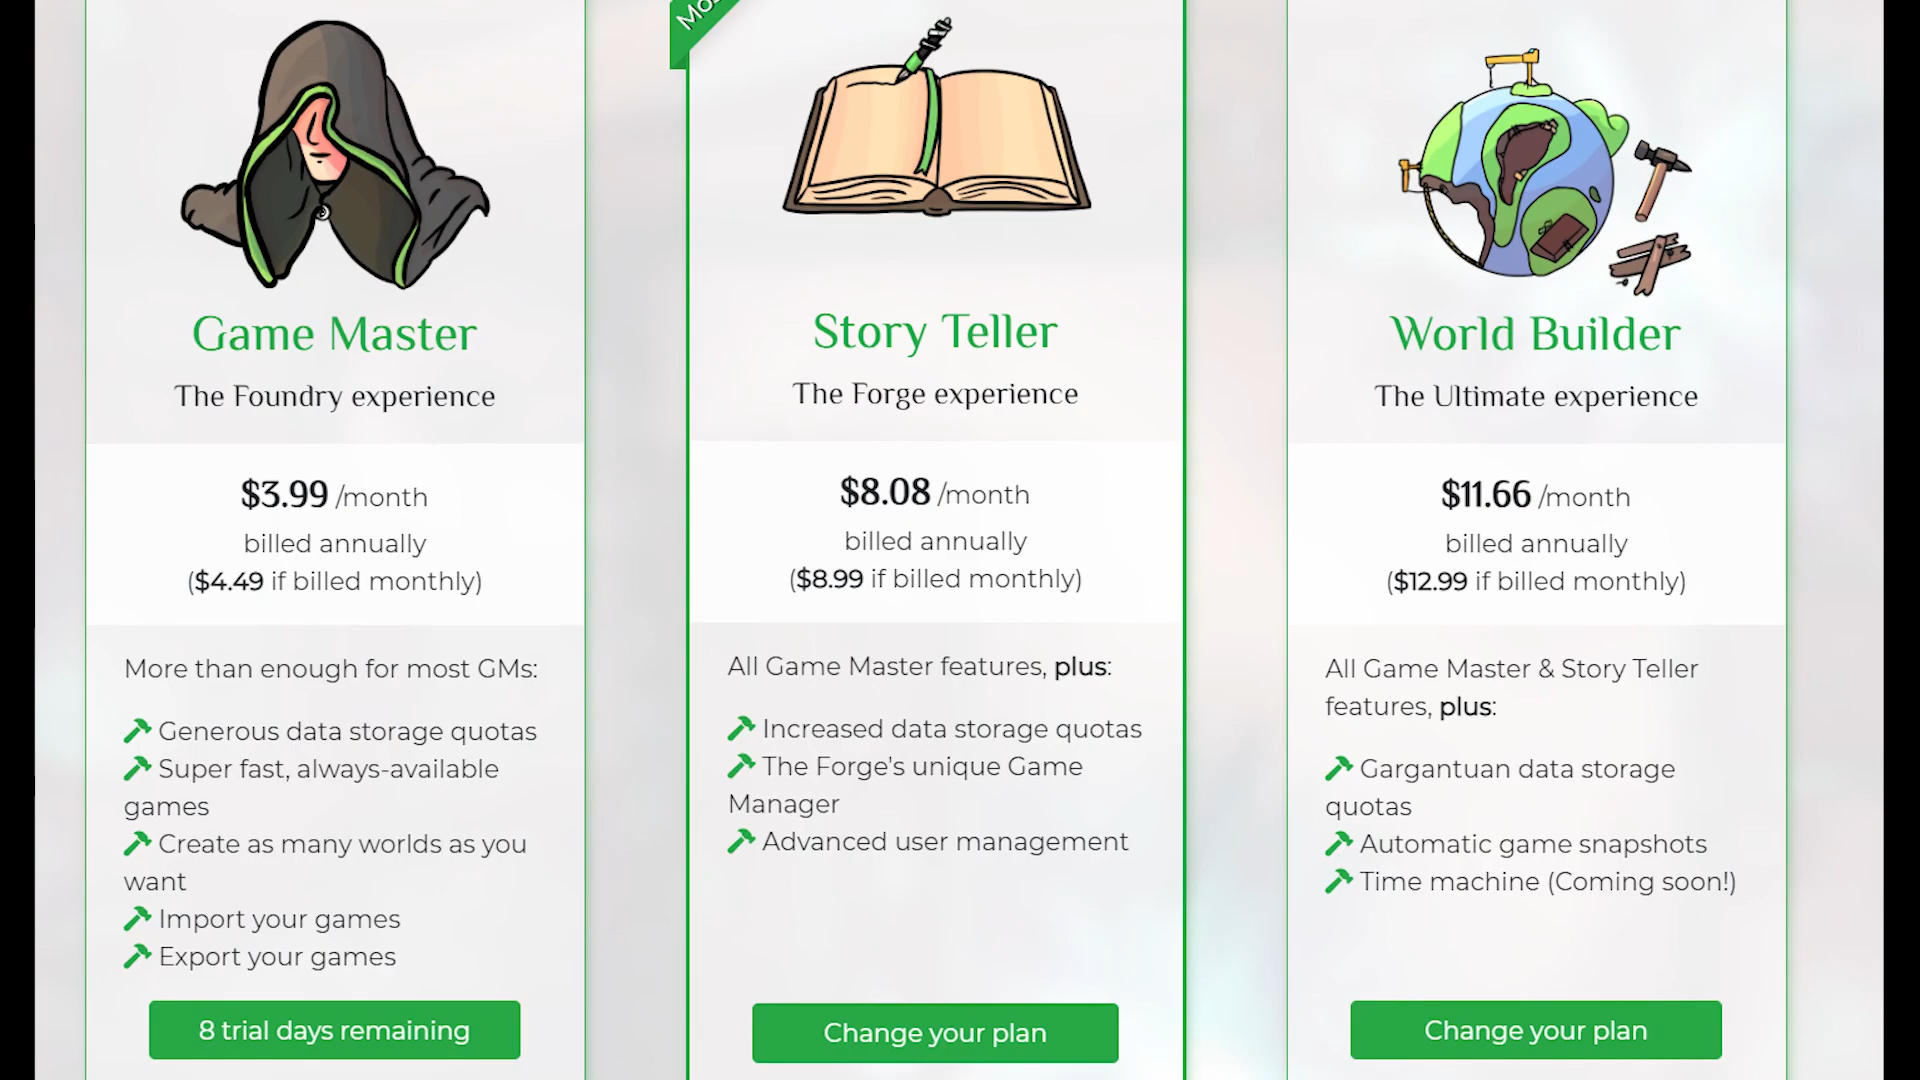 Game Master
The Foundry experience
$3.99 /month
billed annually
($4.49 if billed monthly)
More than enough for most GMs:
Generous data storage quotas
Super fast, always-available
games
Create as many worlds as you
want
Import your games
Export your games
8 trial days remaining
Story Teller
The Forge experience
$8.08 /month
billed annually
($8.99 if billed monthly)
All Game Master features, plus:
Increased data storage quotas
The Forge's unique Game
Manager
Advanced user management
Change your plan
World Builder
The Ultimate experience
$11.66 /month
billed annually
($12.99 if billed monthly)
All Game Master & Story Teller
features, plus:
Gargantuan data storage
quotas
Automatic game snapshots
Time machine (Coming soon!)
Change your plan